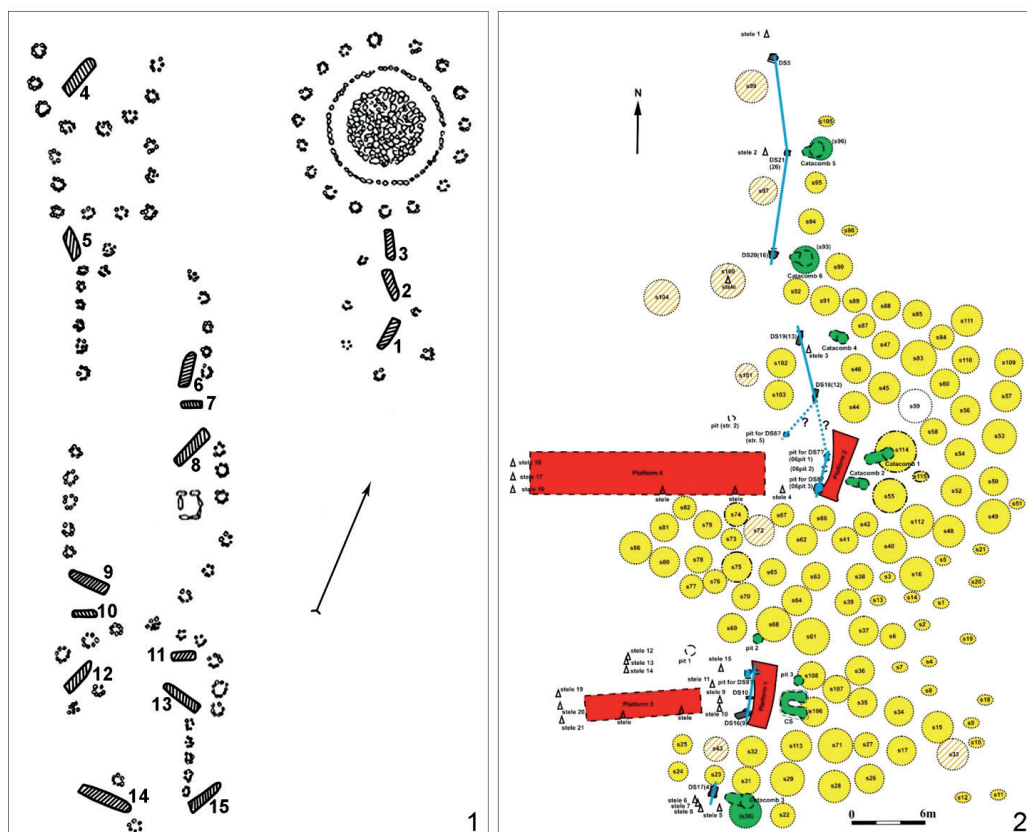 4
5
3
2
1
6
7
8
9
10
11
12
13
14
15
1
stele 1
DS5
s99
N
s105
(s96)
stele 2
DS21
(26)
Catacomb 5
s97
s95
s94
s98
(s93)
DS20(16)
Catacomb 6
s90
s100
stele
s104
s92
s91
s89
s88
s85
s111
DS19(13)
s87
s84
Catacomb 4
s47
stele 3
s83
s110
s109
s102
s46
s101
s45
s60
s57
DS18(12)
s103
s44
s59
s56
pit (str. 2)
?
?
pit for DS6?
(str. 5)
s58
s53
s114
pit for DS7?
(06pit 1)
(06pit 2)
Platform 2
Catacomb 1
s54
stele 18
stele 17
stele 16
Platform 4
Catacomb 2
s115
s50
pit for DS8?
(06pit 3)
stele
stele
stele 4
s55
s52
s51
s82
s74
s67
s66
s112
s49
s81
s79
s72
s42
s48
s86
s73
s62
s41
s40
s21
s80
s78
s75
s65
s5
s63
s38
s3
s16
s77
s76
s20
s70
s64
s39
s13
s14
s1
s69
s68
s61
s37
s6
s2
s19
pit 2
stele 12
stele 13
stele 14
pit 1
stele 15
s36
s7
s4
pit for DS9?
pit 3
s108
stele 11
s107
s8
stele 19
stele 9
DS10
s35
s18
stele 20
Platform 3
stele 10
s106
s34
stele 21
stele
stele
DS16(9)
CS
s15
s9
s10
s25
s43
s32
s113
s71
s27
s17
s33
s24
s23
s31
s29
s28
s26
DS17(4)
Catacomb 3
s12
s11
stele 6
stele 7
stele 8
stele 5
(s30)
s22
0
6m
2